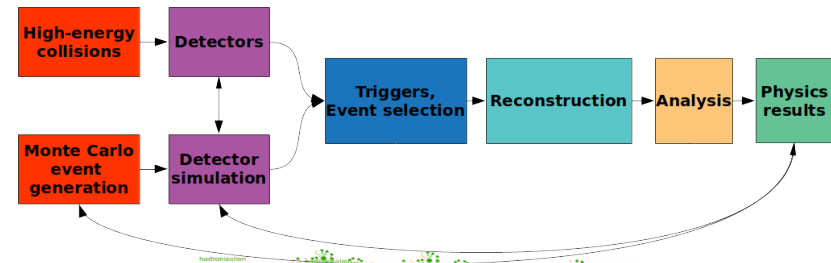 High-energy
collisions
Detectors
Triggers,
Event selection
Reconstruction
Analysis
Physics
results
Monte Carlo
event
generation
Detector
simulation
hadronization